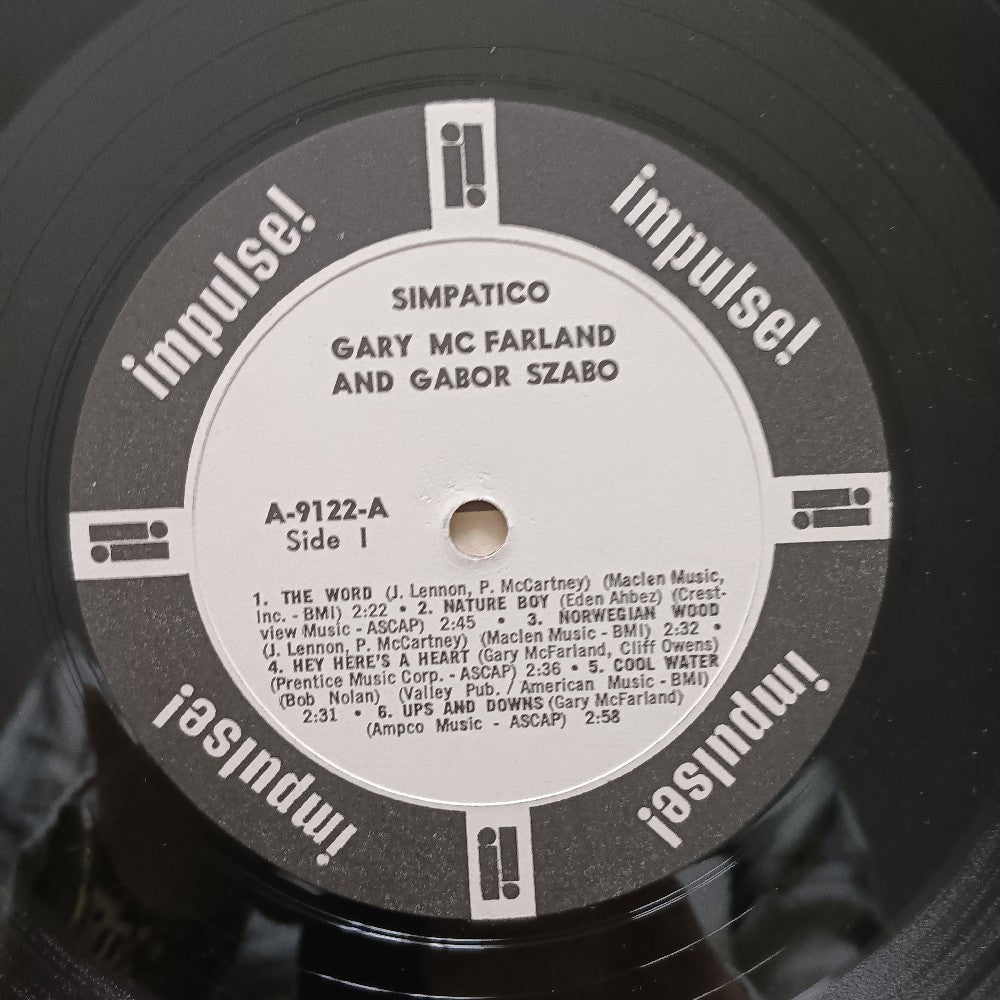 impulse!
impulse!
SIMPATICO
GARY MC FARLAND
AND GABOR SZABO
A-9122-A
Side 1
1. THE WORD (J. Lennon, P. McCartney) (Maclen Music,
Inc. - BMI) 2:22 • 2. NATURE BOY (Eden Ahbez) (Crest-
view Music - ASCAP) 2:45 • 3. NORWEGIAN WOOD
(J. Lennon, P. McCartney) (Maclen Music - BMI) 2:32 •
4. HEY HERE'S A HEART (Gary McFarland, Cliff Owens)
(Prentice Music Corp. - ASCAP) 2:36 • 5. COOL WATER
(Bob Nolan) (Valley Pub. / American Music - BMI)
2:31 • 6. UPS AND DOWNS (Gary McFarland)
(Ampco Music - ASCAP) 2:58
impulse!
impulse!